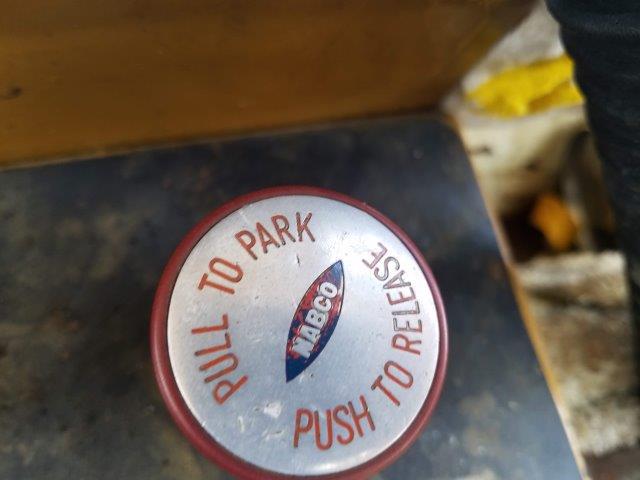 PULL TO PARK
NABCO
PUSH TO RELEASE